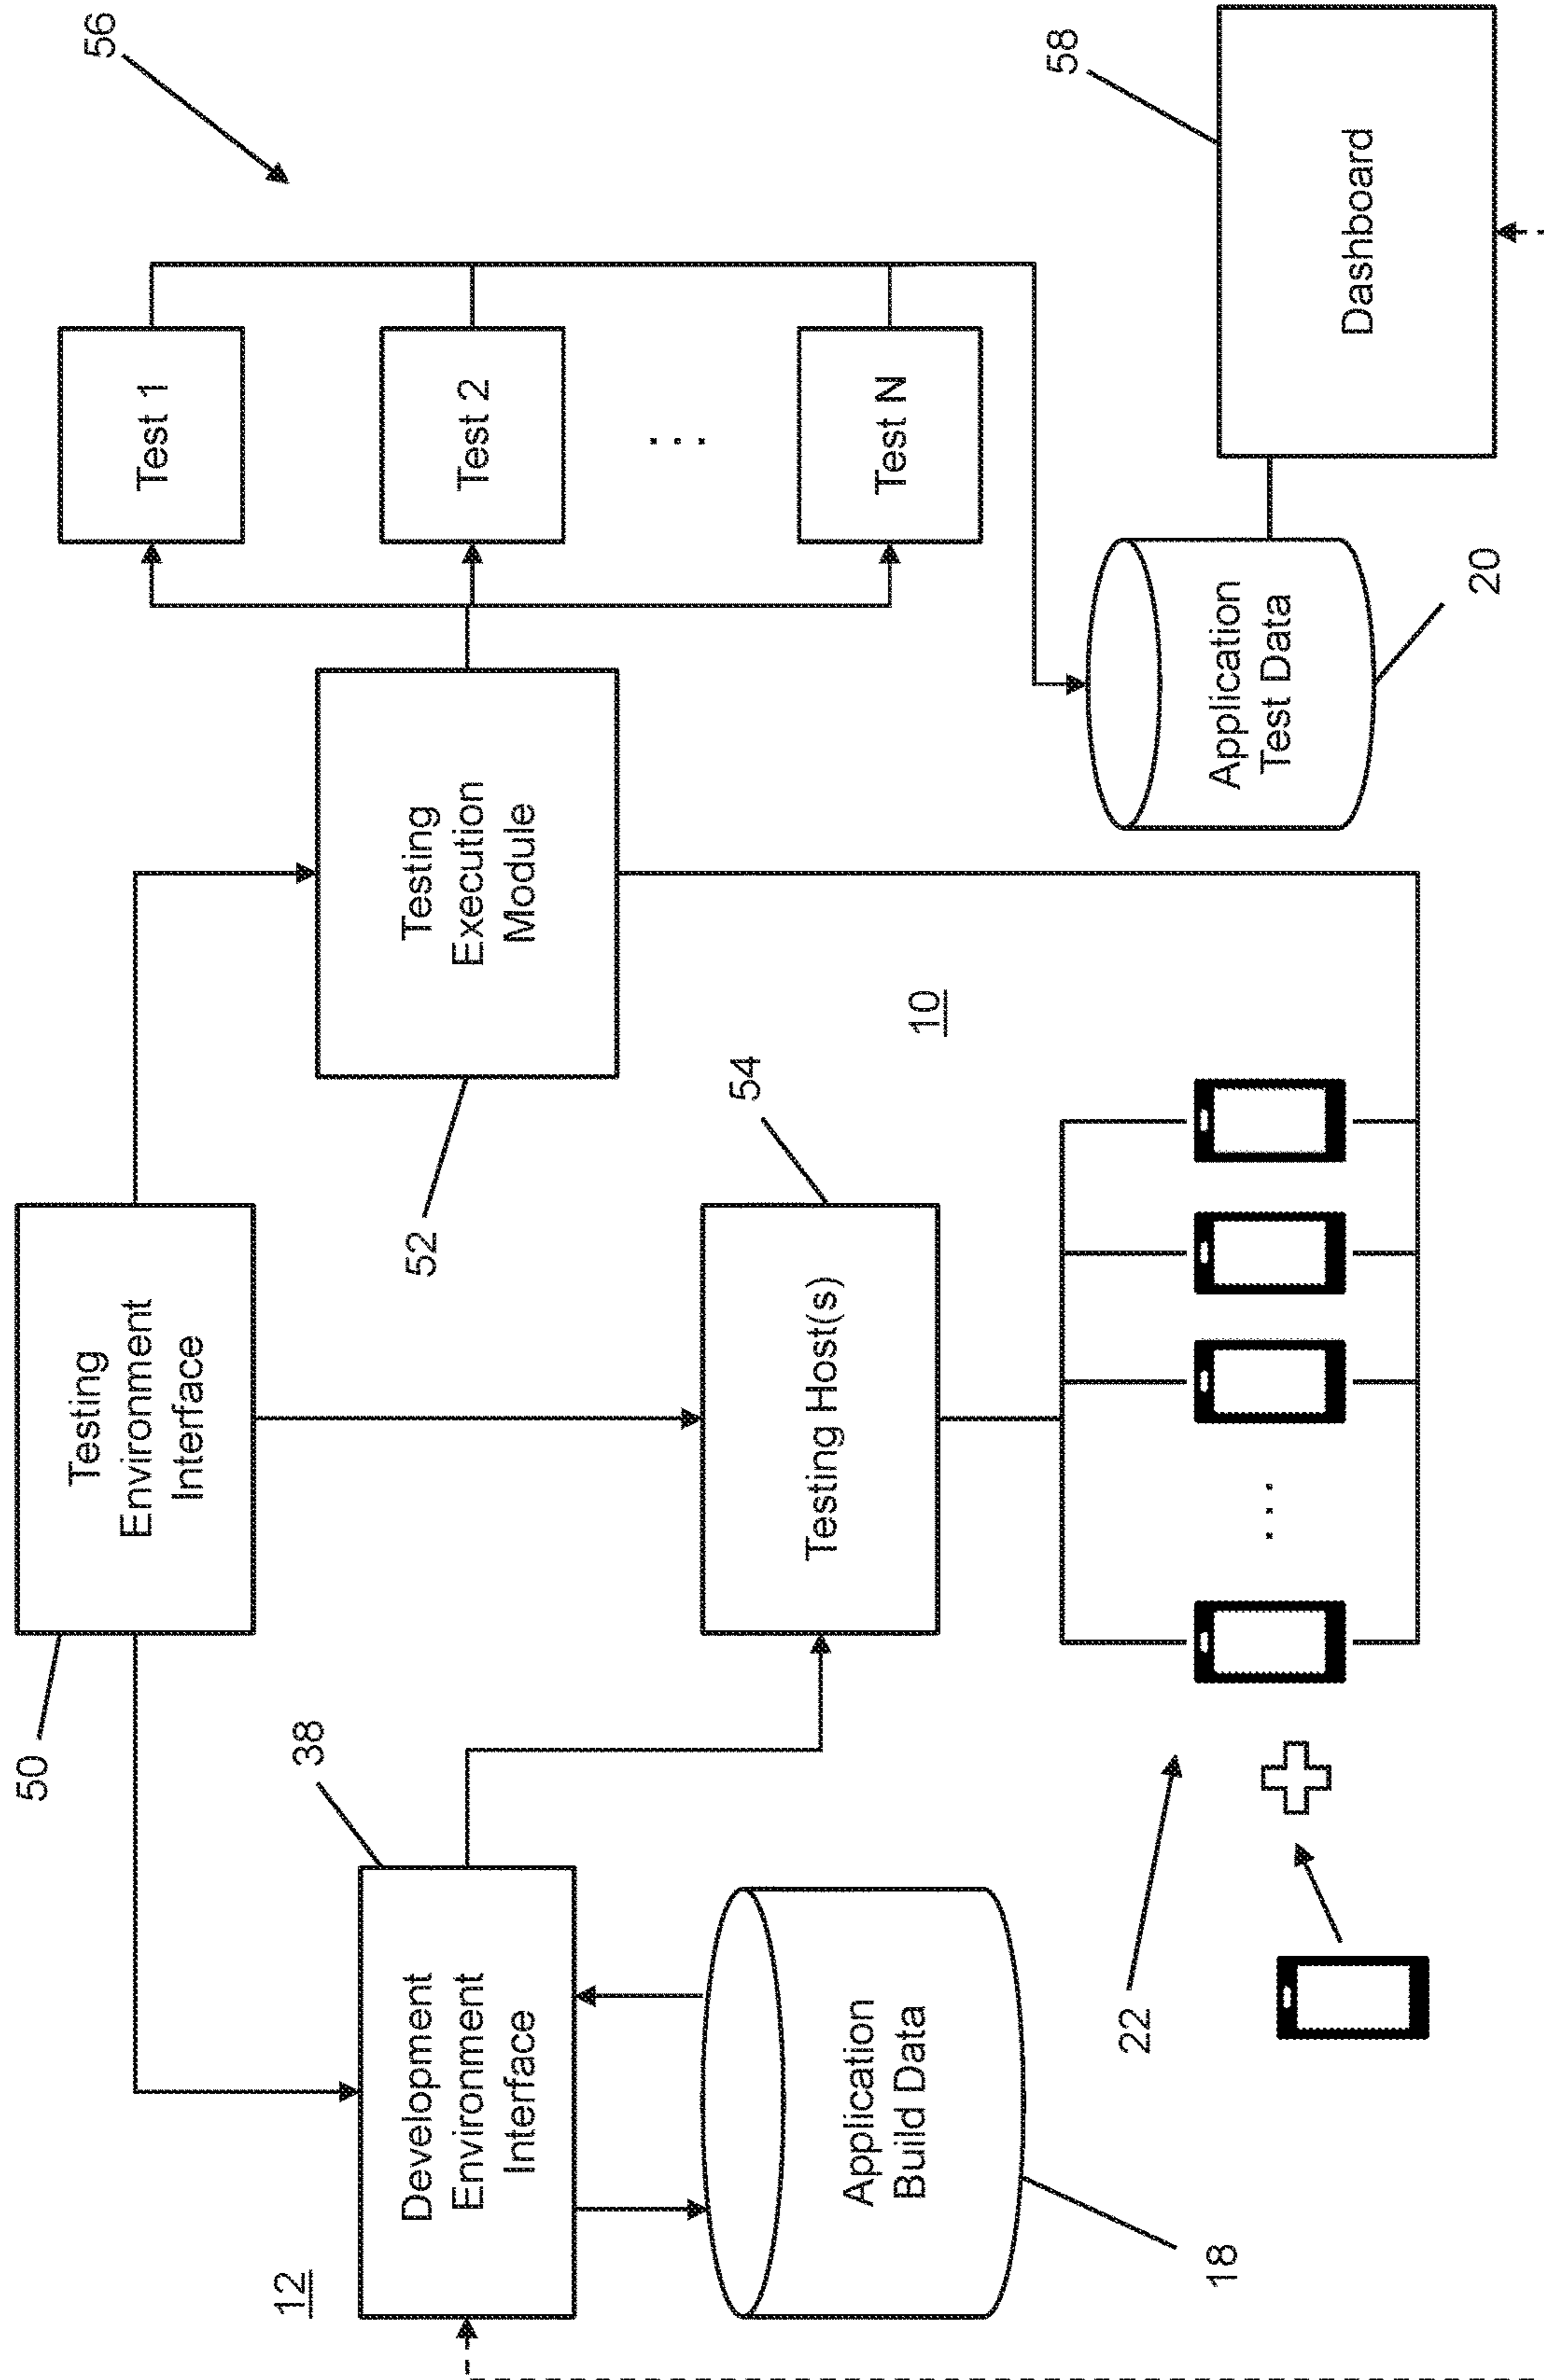 50
Testing
Environment
Interface
56
12
38
Development
Environment
Interface
52
Testing
Execution
Module
Test 1
Test 2
...
Test N
54
Testing Host(s)
10
18
Application
Build Data
22
...
Application
Test Data
20
58
Dashboard